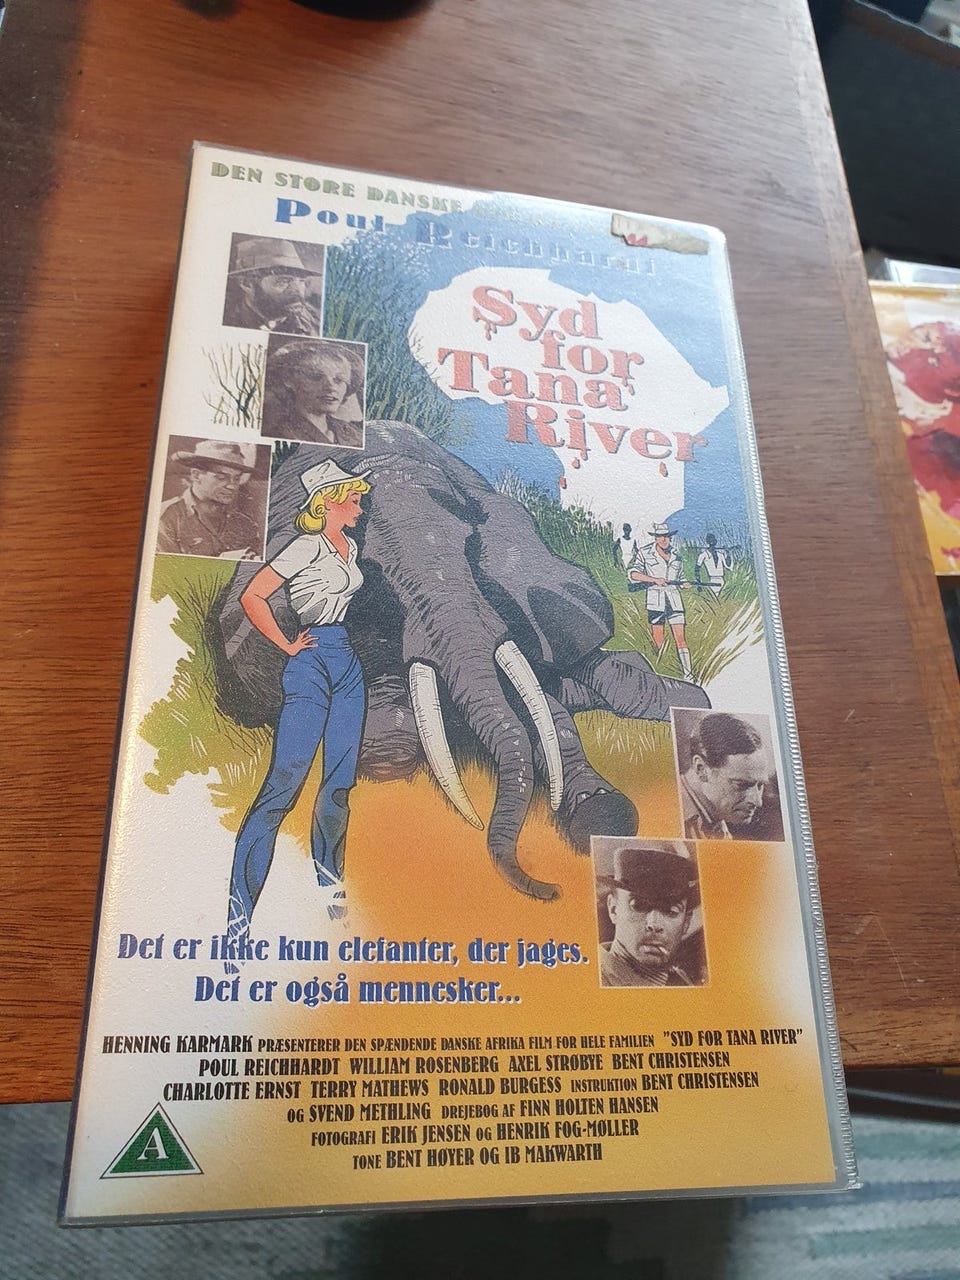 DEN STORE DANSKE
Poul Reichhardt
Syd
for
Tana
River
Det er ikke kun elefanter, der jages.
Det er også mennesker...
HENNING KARMARK PRÆSENTERER DEN SPÆNDENDE DANSKE AFRIKA FILM FOR HELE FAMILIEN "SYD FOR TANA RIVER"
POUL REICHHARDT WILLIAM ROSENBERG AXEL STRØBYE BENT CHRISTENSEN
CHARLOTTE ERNST TERRY MATHEWS RONALD BURGESS INSTRUKTION BENT CHRISTENSEN
OG SVEND METHLING DREJEBOG AF FINN HOLTEN HANSEN
FOTOGRAFI ERIK JENSEN OG HENRIK FOG-MØLLER
TONE BENT HØYER OG IB MAKWARTH
A